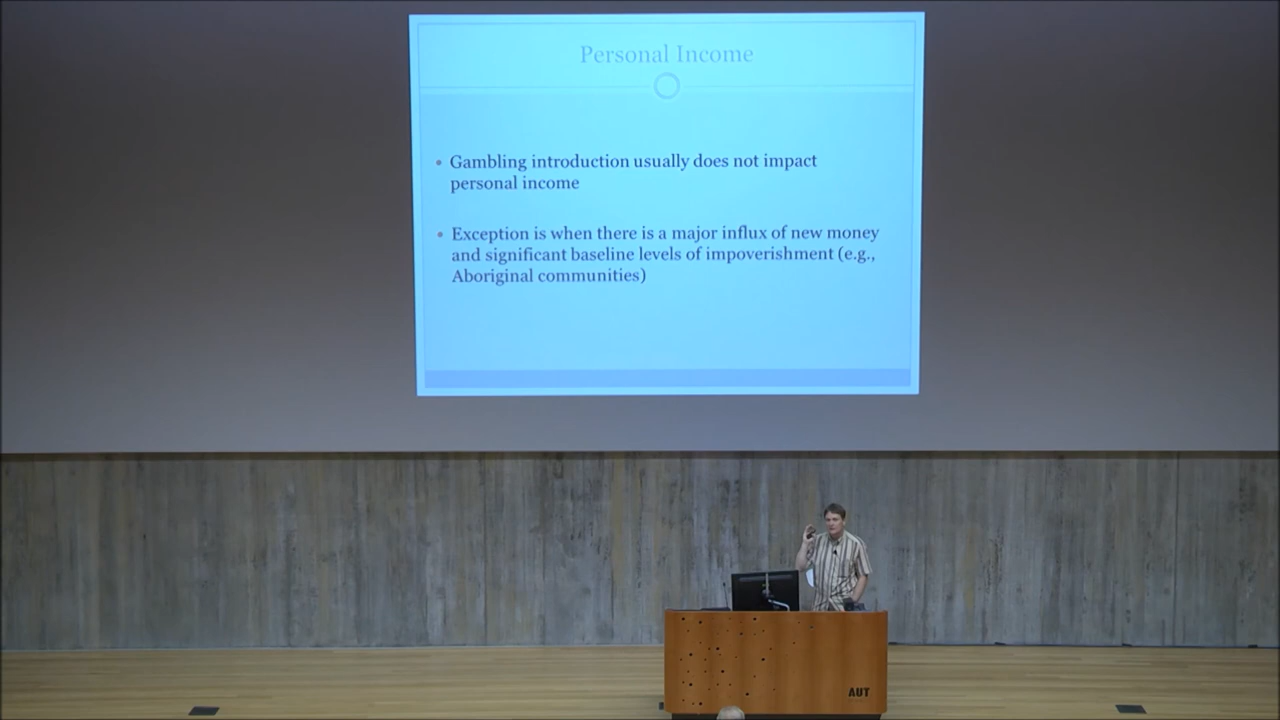 Personal Income
• Gambling introduction usually does not impact
personal income
• Exception is when there is a major influx of new money
and significant baseline levels of impoverishment (e.g.,
Aboriginal communities)
AUT